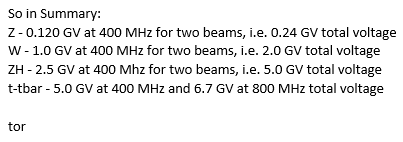 So in Summary:
Z - 0.120 GV at 400 MHz for two beams, i.e. 0.24 GV total voltage
W - 1.0 GV at 400 MHz for two beams, i.e. 2.0 GV total voltage
ZH - 2.5 GV at 400 Mhz for two beams, i.e. 5.0 GV total voltage
t-tbar - 5.0 GV at 400 MHz and 6.7 GV at 800 MHz total voltage
tor